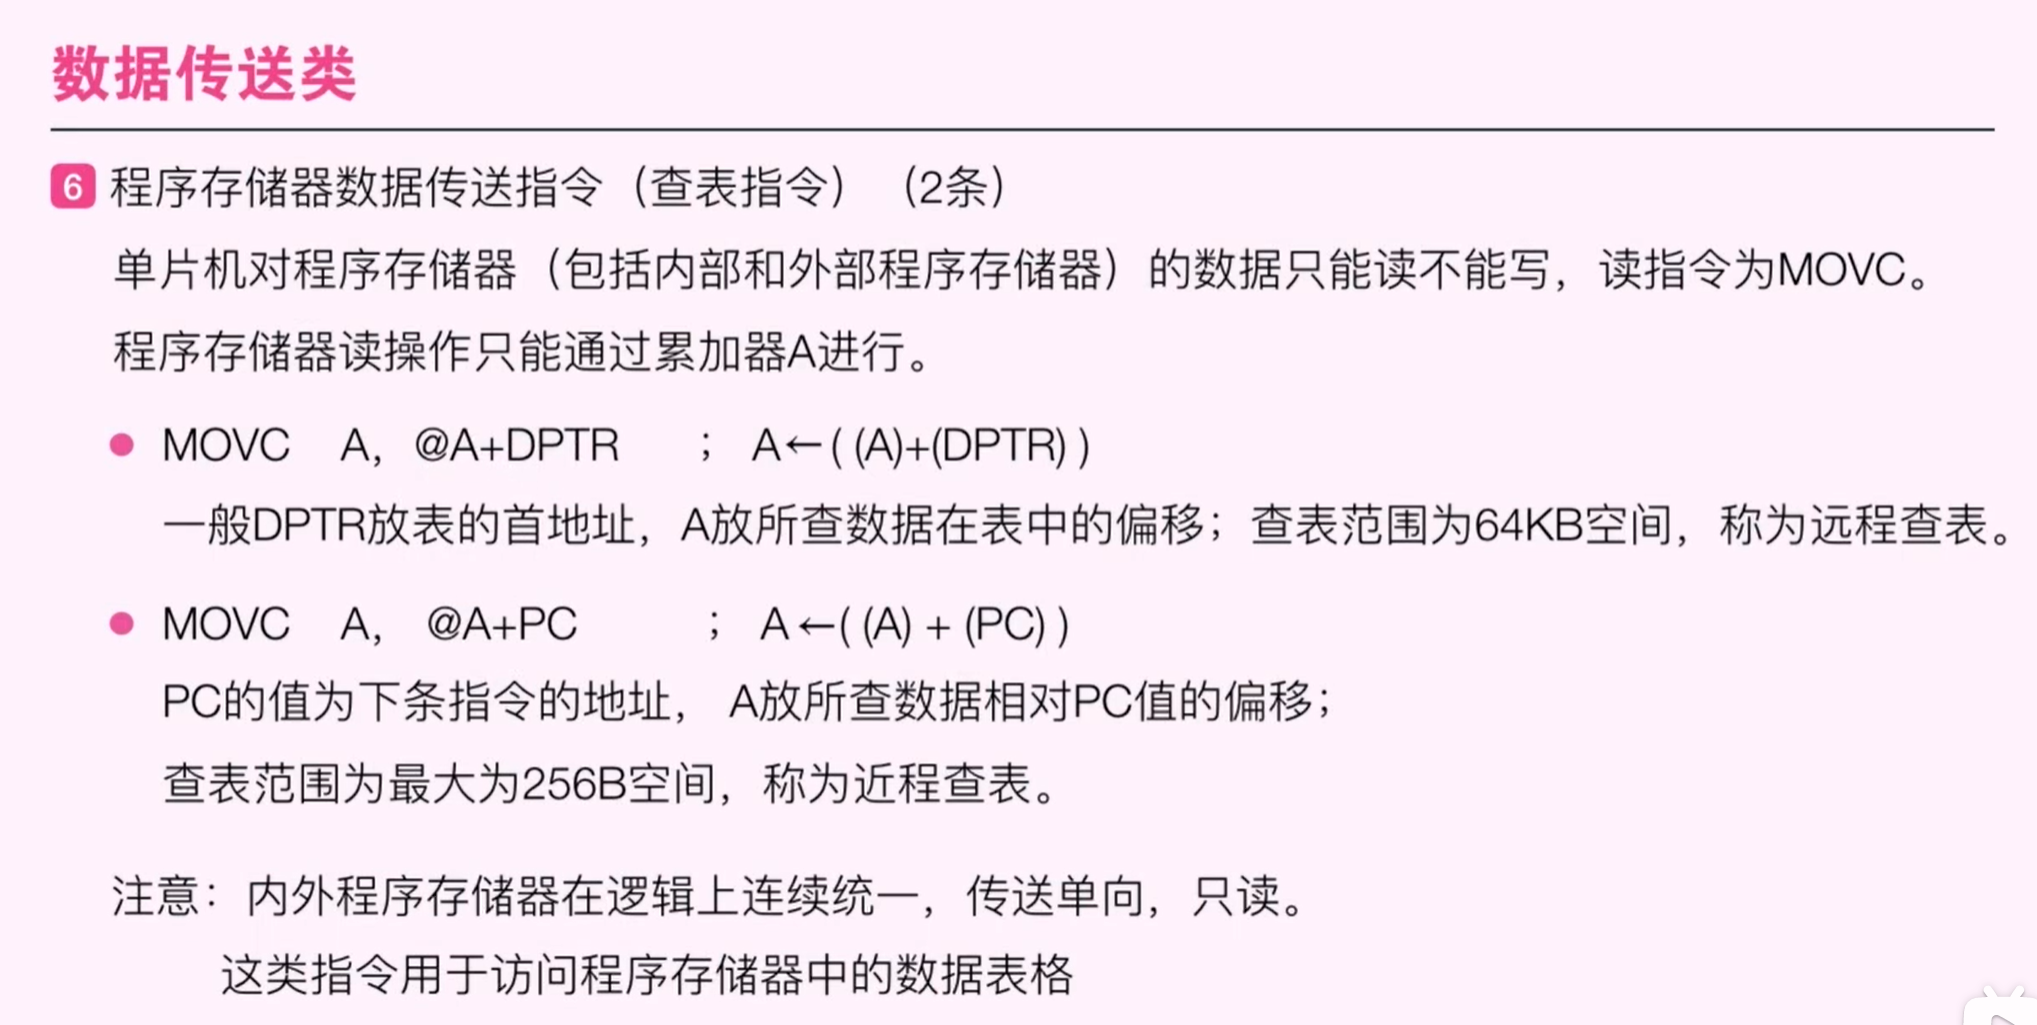 数据传送类
6 程序存储器数据传送指令（查表指令）（2条）
单片机对程序存储器（包括内部和外部程序存储器）的数据只能读不能写，读指令为MOVC。
程序存储器读操作只能通过累加器A进行。
● MOVC A，@A+DPTR ； A←( (A)+(DPTR) )
一般DPTR放表的首地址，A放所查数据在表中的偏移；查表范围为64KB空间，称为远程查表。
● MOVC A， @A+PC ； A←( (A) + (PC) )
PC的值为下条指令的地址， A放所查数据相对PC值的偏移；
查表范围为最大为256B空间，称为近程查表。
注意：内外程序存储器在逻辑上连续统一，传送单向，只读。
这类指令用于访问程序存储器中的数据表格